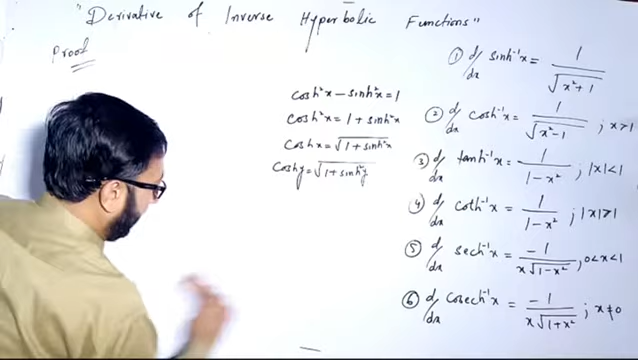 "Derivative of Inverse Hyperbolic Functions"
Proof
cosh²x − sinh²x = 1
cosh²x = 1 + sinh²x
coshx = √(1 + sinh²x)
coshy = √(1 + sinh²y)
① d/dx sinh⁻¹x = 1/√(x²+1)
② d/dx cosh⁻¹x = 1/√(x²−1) ; x>1
③ d/dx tanh⁻¹x = 1/(1−x²) ; |x|<1
④ d/dx coth⁻¹x = 1/(1−x²) ; |x|>1
⑤ d/dx sech⁻¹x = −1/(x√(1−x²)) ; 0<x<1
⑥ d/dx cosech⁻¹x = −1/(x√(1+x²)) ; x≠0